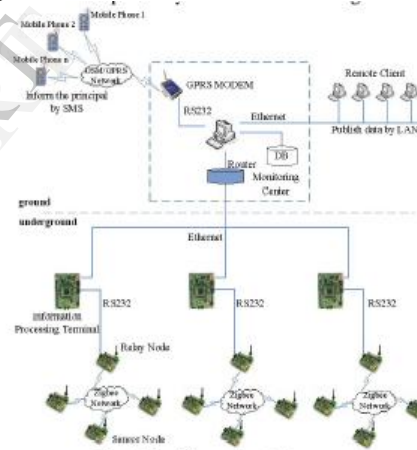 Mobile Phone 1
Mobile Phone 2
Mobile Phone n
GSM/GPRS
Network
Inform the principal
by SMS
GPRS MODEM
RS232
Ethernet
Remote Client
Publish data by LAN
DB
Router
Monitoring
Center
ground
underground
Ethernet
RS232
RS232
RS232
Information
Processing Terminal
Relay Node
Zigbee
Network
Zigbee
Network
Zigbee
Network
Sensor Node